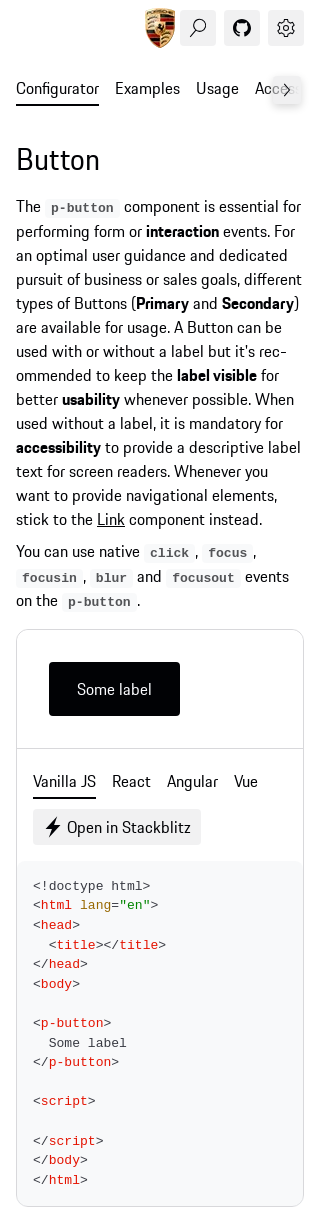 Configurator Examples Usage Acces
Button
The p-button component is essential for
performing form or interaction events. For
an optimal user guidance and dedicated
pursuit of business or sales goals, different
types of Buttons (Primary and Secondary)
are available for usage. A Button can be
used with or without a label but it's rec-
ommended to keep the label visible for
better usability whenever possible. When
used without a label, it is mandatory for
accessibility to provide a descriptive label
text for screen readers. Whenever you
want to provide navigational elements,
stick to the Link component instead.
You can use native click, focus,
focusin, blur and focusout events
on the p-button.
Some label
Vanilla JS React Angular Vue
Open in Stackblitz
<!doctype html>
<html lang="en">
<head>
  <title></title>
</head>
<body>
<p-button>
  Some label
</p-button>
<script>
</script>
</body>
</html>